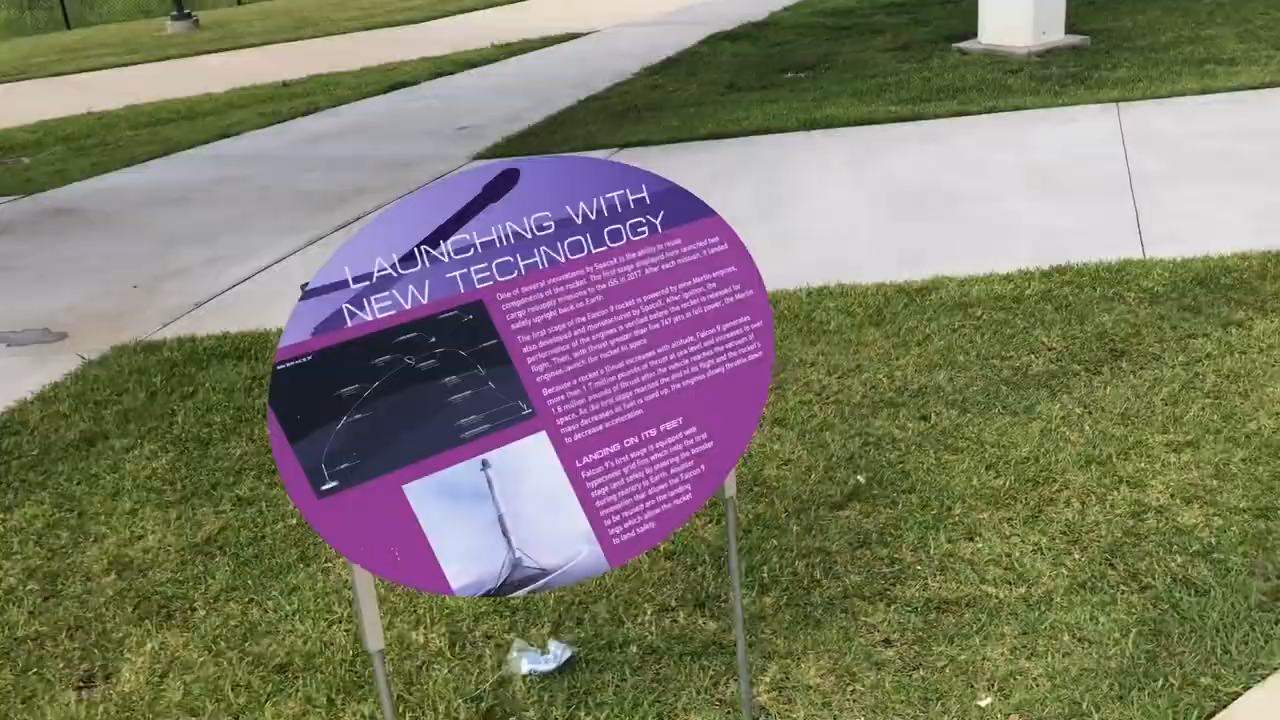 LAUNCHING WITH
NEW TECHNOLOGY
One of several innovations by SpaceX is the ability to reuse
components of the rocket. The first stage displayed here launched two
cargo resupply missions to the ISS in 2017. After each mission, it landed
safely upright back on Earth.
The first stage of the Falcon 9 rocket is powered by nine Merlin engines,
also developed and manufactured by SpaceX. After ignition, the
performance of the engines is verified before the rocket is released for
flight. Then, with thrust greater than five 747 jets at full power, the Merlin
engines launch the rocket to space.
Because a rocket's thrust increases with altitude, Falcon 9 generates
more than 1.7 million pounds of thrust at sea level and increases to over
1.8 million pounds of thrust after the vehicle reaches the vacuum of
space. As the first stage reaches the end of its flight and the rocket's
mass decreases as fuel is used up, the engines slowly throttle down
to decrease acceleration.
SPACEX
LANDING ON ITS FEET
Falcon 9's first stage is equipped with
hypersonic grid fins which help the first
stage land safely by steering the booster
during reentry to Earth. Another
innovation that allows the Falcon 9
to be reused are the landing
legs which allow the rocket
to land safely.